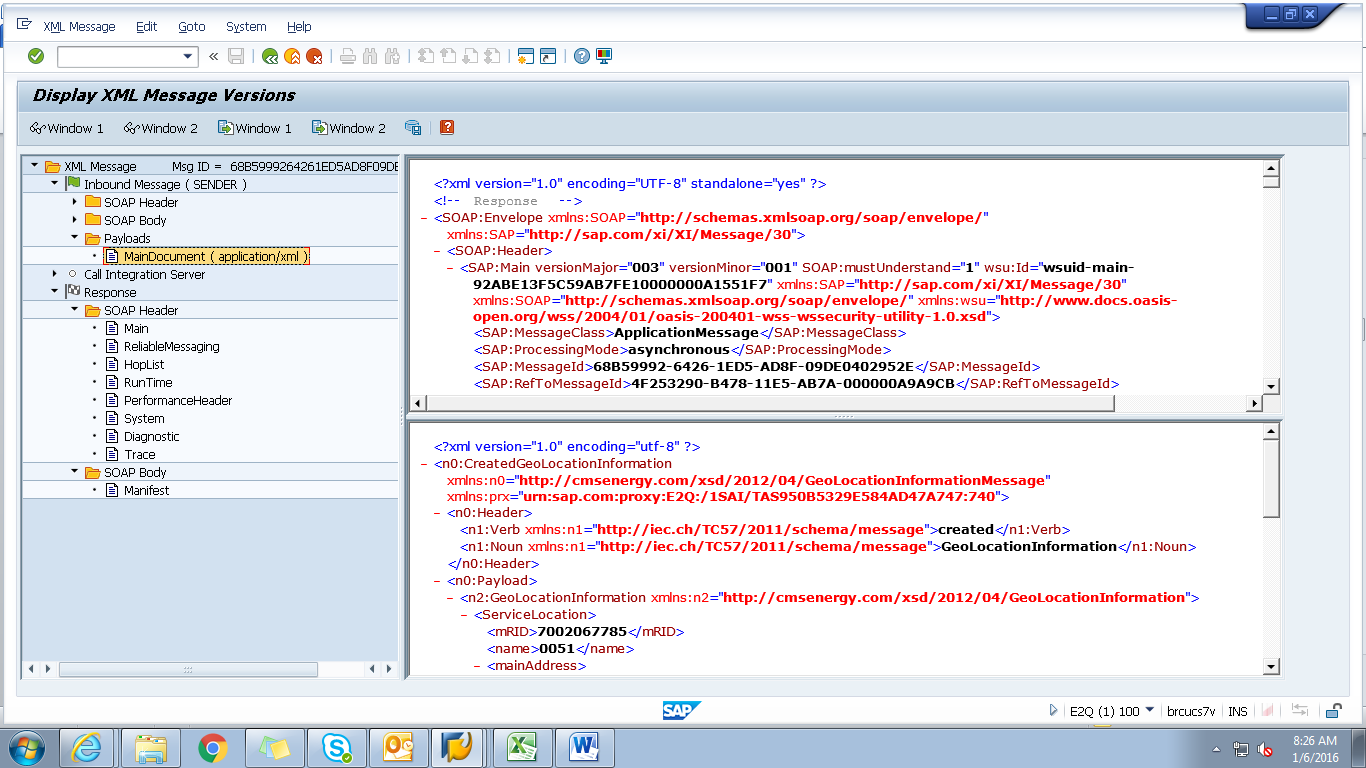 XML Message Edit Goto System Help
Display XML Message Versions
Window 1 Window 2 Window 1 Window 2
XML Message Msg ID = 68B5999264261ED5AD8F09DE
Inbound Message ( SENDER )
SOAP Header
SOAP Body
Payloads
MainDocument ( application/xml )
Call Integration Server
Response
SOAP Header
Main
ReliableMessaging
HopList
RunTime
PerformanceHeader
System
Diagnostic
Trace
SOAP Body
Manifest
<?xml version="1.0" encoding="UTF-8" standalone="yes" ?>
<!-- Response -->
- <SOAP:Envelope xmlns:SOAP="http://schemas.xmlsoap.org/soap/envelope/"
xmlns:SAP="http://sap.com/xi/XI/Message/30">
- <SOAP:Header>
- <SAP:Main versionMajor="003" versionMinor="001" SOAP:mustUnderstand="1" wsu:Id="wsuid-main-
92ABE13F5C59AB7FE10000000A1551F7" xmlns:SAP="http://sap.com/xi/XI/Message/30"
xmlns:SOAP="http://schemas.xmlsoap.org/soap/envelope/" xmlns:wsu="http://www.docs.oasis-
open.org/wss/2004/01/oasis-200401-wss-wssecurity-utility-1.0.xsd">
<SAP:MessageClass>ApplicationMessage</SAP:MessageClass>
<SAP:ProcessingMode>asynchronous</SAP:ProcessingMode>
<SAP:MessageId>68B59992-6426-1ED5-AD8F-09DE0402952E</SAP:MessageId>
<SAP:RefToMessageId>4F253290-B478-11E5-AB7A-000000A9A9CB</SAP:RefToMessageId>
<?xml version="1.0" encoding="utf-8" ?>
- <n0:CreatedGeoLocationInformation
xmlns:n0="http://cmsenergy.com/xsd/2012/04/GeoLocationInformationMessage"
xmlns:prx="urn:sap.com:proxy:E2Q:/1SAI/TAS950B5329E584AD47A747:740">
- <n0:Header>
<n1:Verb xmlns:n1="http://iec.ch/TC57/2011/schema/message">created</n1:Verb>
<n1:Noun xmlns:n1="http://iec.ch/TC57/2011/schema/message">GeoLocationInformation</n1:Noun>
</n0:Header>
- <n0:Payload>
- <n2:GeoLocationInformation xmlns:n2="http://cmsenergy.com/xsd/2012/04/GeoLocationInformation">
- <ServiceLocation>
<mRID>7002067785</mRID>
<name>0051</name>
- <mainAddress>
SAP
E2Q (1) 100 brcucs7v INS
8:26 AM
1/6/2016